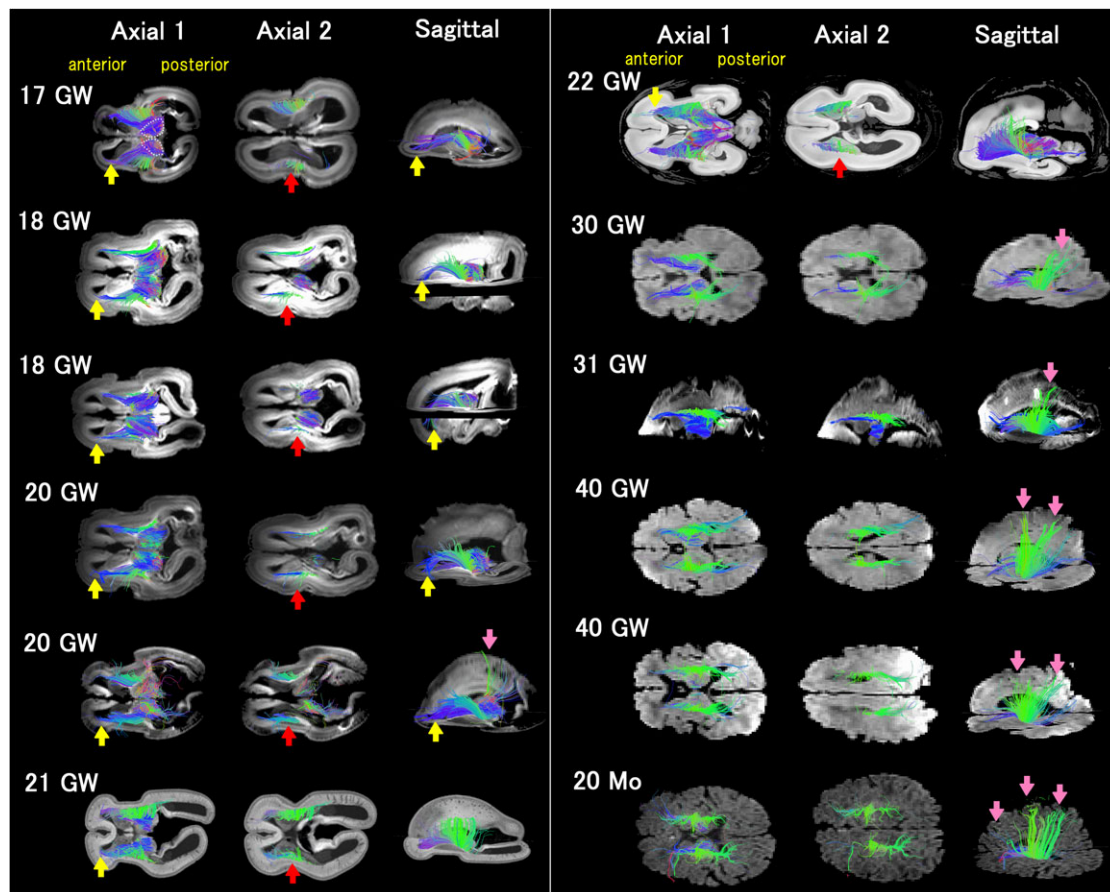 Axial 1 Axial 2 Sagittal
anterior posterior
17 GW
18 GW
18 GW
20 GW
20 GW
21 GW
Axial 1 Axial 2 Sagittal
anterior posterior
22 GW
30 GW
31 GW
40 GW
40 GW
20 Mo